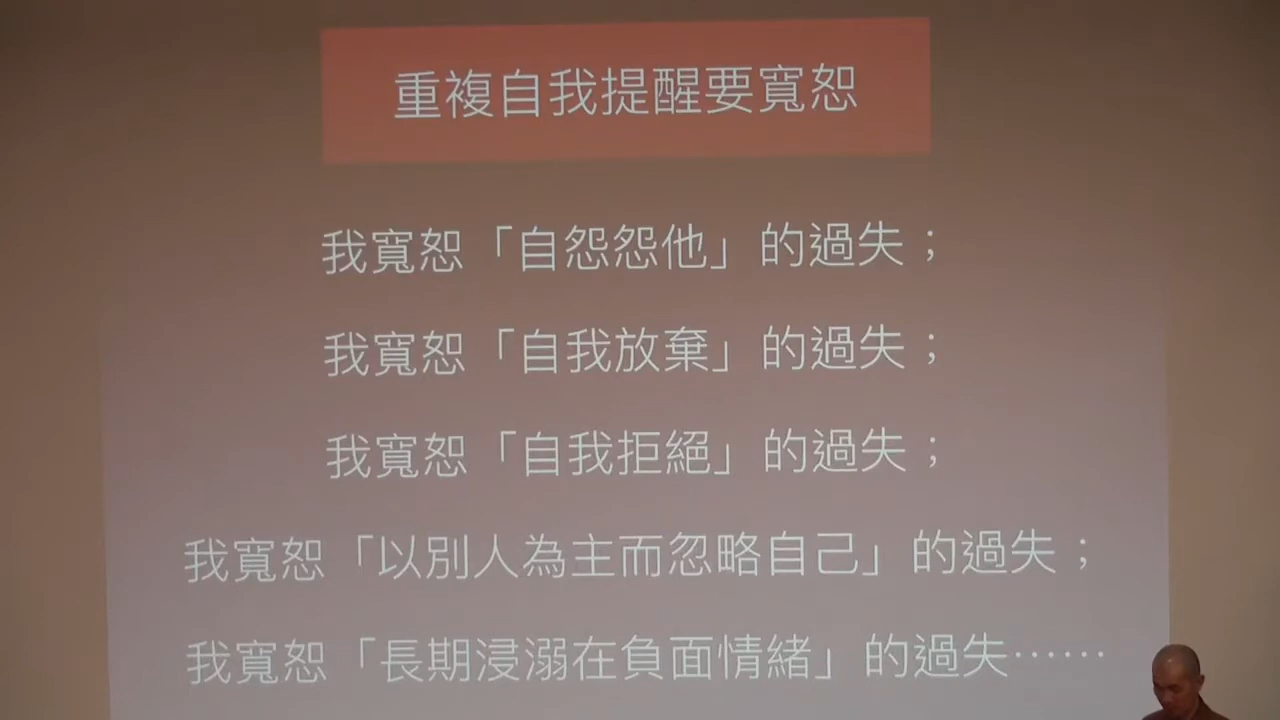 重複自我提醒要寬恕
我寬恕「自怨怨他」的過失；
我寬恕「自我放棄」的過失；
我寬恕「自我拒絕」的過失；
我寬恕「以別人為主而忽略自己」的過失；
我寬恕「長期浸溺在負面情緒」的過失⋯⋯